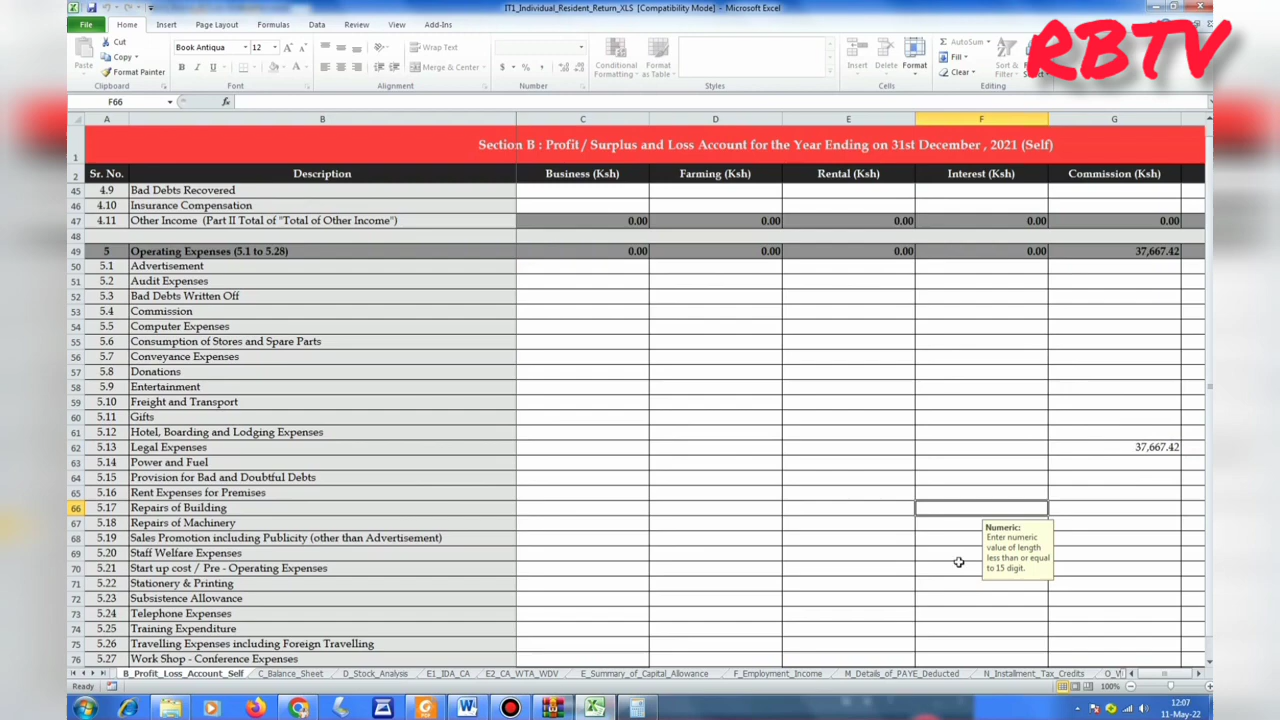 IT1_Individual_Resident_Return_XLS [Compatibility Mode] - Microsoft Excel
File Home Insert Page Layout Formulas Data Review View Add-Ins
RBTV
Paste Cut Copy Format Painter Clipboard
Book Antiqua 12 Font
Wrap Text Merge & Center Alignment
Number
Conditional Formatting Format as Table Styles
Insert Delete Format Cells
AutoSum Fill Clear Sort & Editing
F66 fx
A B C D E F G
1 Section B : Profit / Surplus and Loss Account for the Year Ending on 31st December , 2021 (Self)
2 Sr. No. Description Business (Ksh) Farming (Ksh) Rental (Ksh) Interest (Ksh) Commission (Ksh)
45 4.9 Bad Debts Recovered
46 4.10 Insurance Compensation
47 4.11 Other Income (Part II Total of "Total of Other Income") 0.00 0.00 0.00 0.00 0.00
48
49 5 Operating Expenses (5.1 to 5.28) 0.00 0.00 0.00 0.00 37,667.42
50 5.1 Advertisement
51 5.2 Audit Expenses
52 5.3 Bad Debts Written Off
53 5.4 Commission
54 5.5 Computer Expenses
55 5.6 Consumption of Stores and Spare Parts
56 5.7 Conveyance Expenses
57 5.8 Donations
58 5.9 Entertainment
59 5.10 Freight and Transport
60 5.11 Gifts
61 5.12 Hotel, Boarding and Lodging Expenses
62 5.13 Legal Expenses 37,667.42
63 5.14 Power and Fuel
64 5.15 Provision for Bad and Doubtful Debts
65 5.16 Rent Expenses for Premises
66 5.17 Repairs of Building
67 5.18 Repairs of Machinery
68 5.19 Sales Promotion including Publicity (other than Advertisement)
69 5.20 Staff Welfare Expenses
70 5.21 Start up cost / Pre - Operating Expenses
71 5.22 Stationery & Printing
72 5.23 Subsistence Allowance
73 5.24 Telephone Expenses
74 5.25 Training Expenditure
75 5.26 Travelling Expenses including Foreign Travelling
76 5.27 Work Shop - Conference Expenses
Numeric:
Enter numeric
value of length
less than or equal
to 15 digit.
B_Profit_Loss_Account_Self C_Balance_Sheet D_Stock_Analysis E1_IDA_CA E2_CA_WTA_WDV E_Summary_of_Capital_Allowance F_Employment_Income M_Details_of_PAYE_Deducted N_Installment_Tax_Credits
Ready 100%
12:07
11-May-22